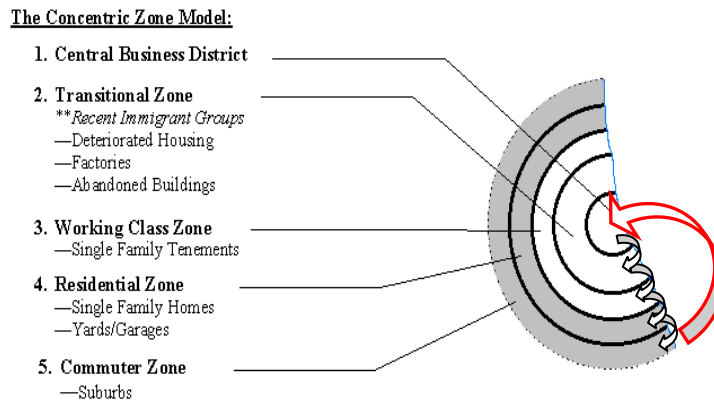 The Concentric Zone Model:
1. Central Business District
2. Transitional Zone
**Recent Immigrant Groups
—Deteriorated Housing
—Factories
—Abandoned Buildings
3. Working Class Zone
—Single Family Tenements
4. Residential Zone
—Single Family Homes
—Yards/Garages
5. Commuter Zone
—Suburbs